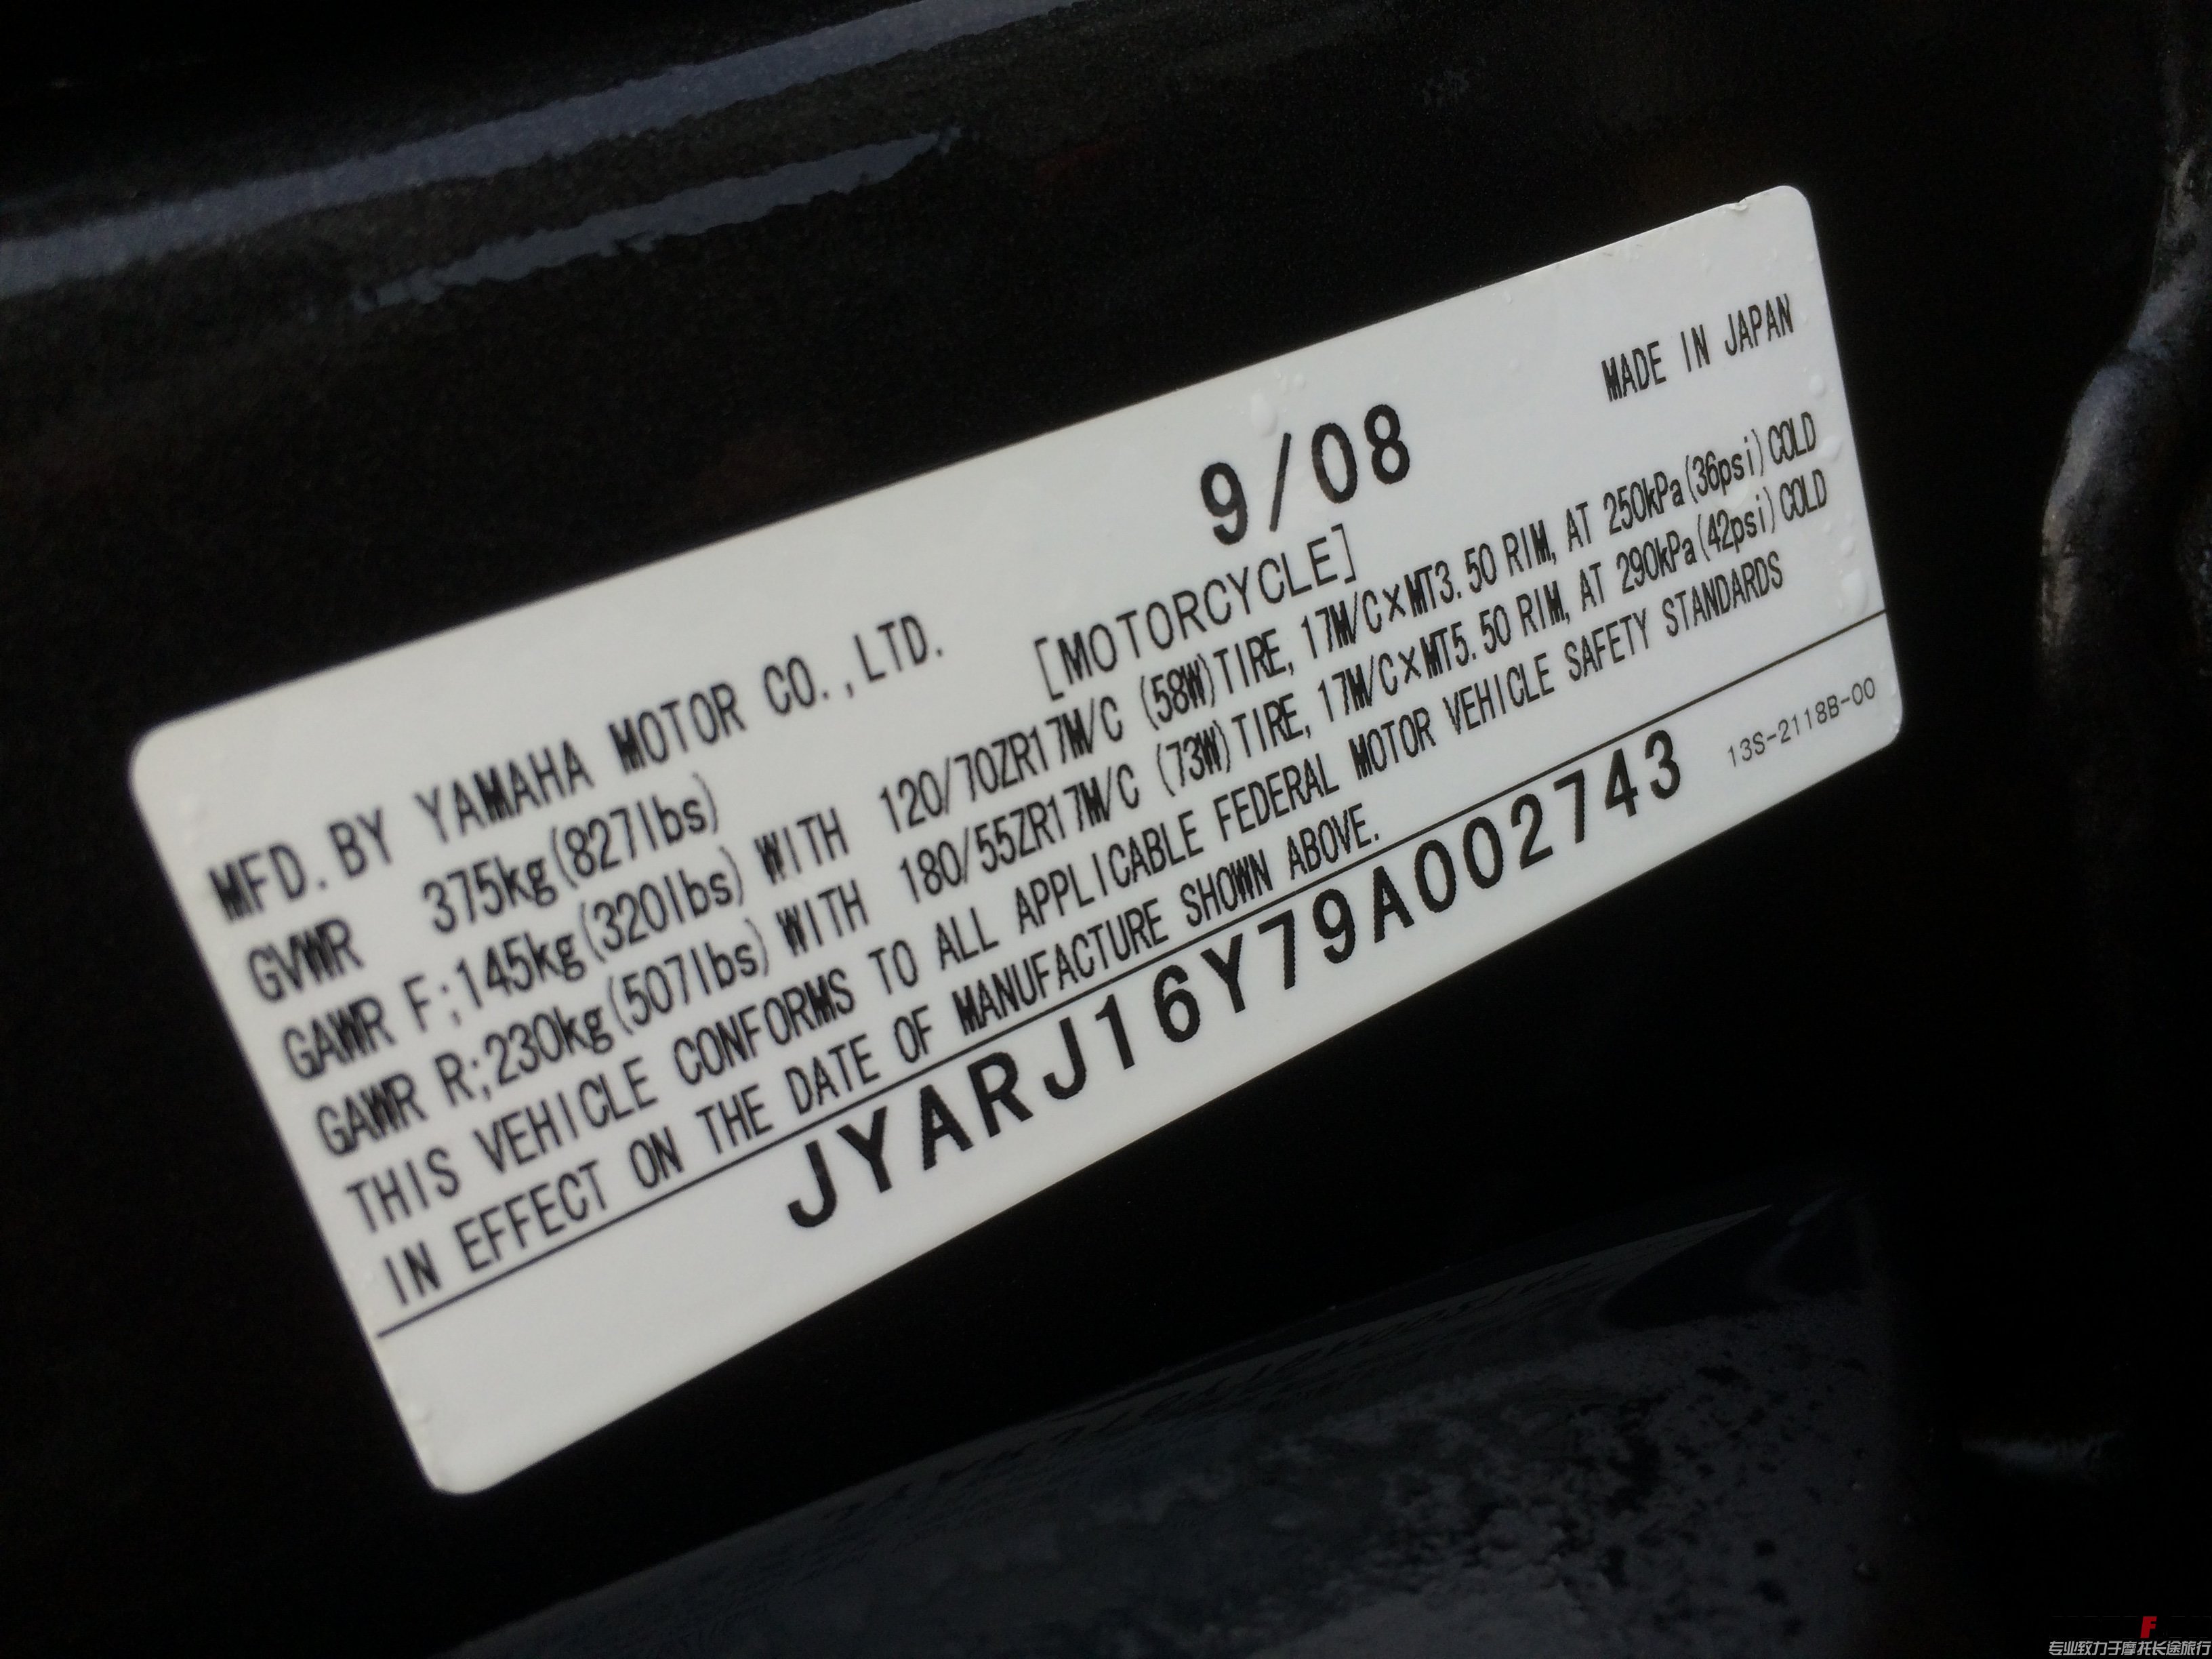 MFD. BY YAMAHA MOTOR CO.,LTD.
9/08
MADE IN JAPAN
GVWR 375kg(827lbs)
[MOTORCYCLE]
GAWR F;145kg(320lbs) WITH 120/70ZR17M/C (58W)TIRE, 17M/C×MT3.50 RIM, AT 250kPa(36psi)COLD
GAWR R;230kg(507lbs) WITH 180/55ZR17M/C (73W)TIRE, 17M/C×MT5.50 RIM, AT 290kPa(42psi)COLD
THIS VEHICLE CONFORMS TO ALL APPLICABLE FEDERAL MOTOR VEHICLE SAFETY STANDARDS
IN EFFECT ON THE DATE OF MANUFACTURE SHOWN ABOVE.
13S-2118B-00
JYARJ16Y79A002743
F
专业致力于摩托长途旅行